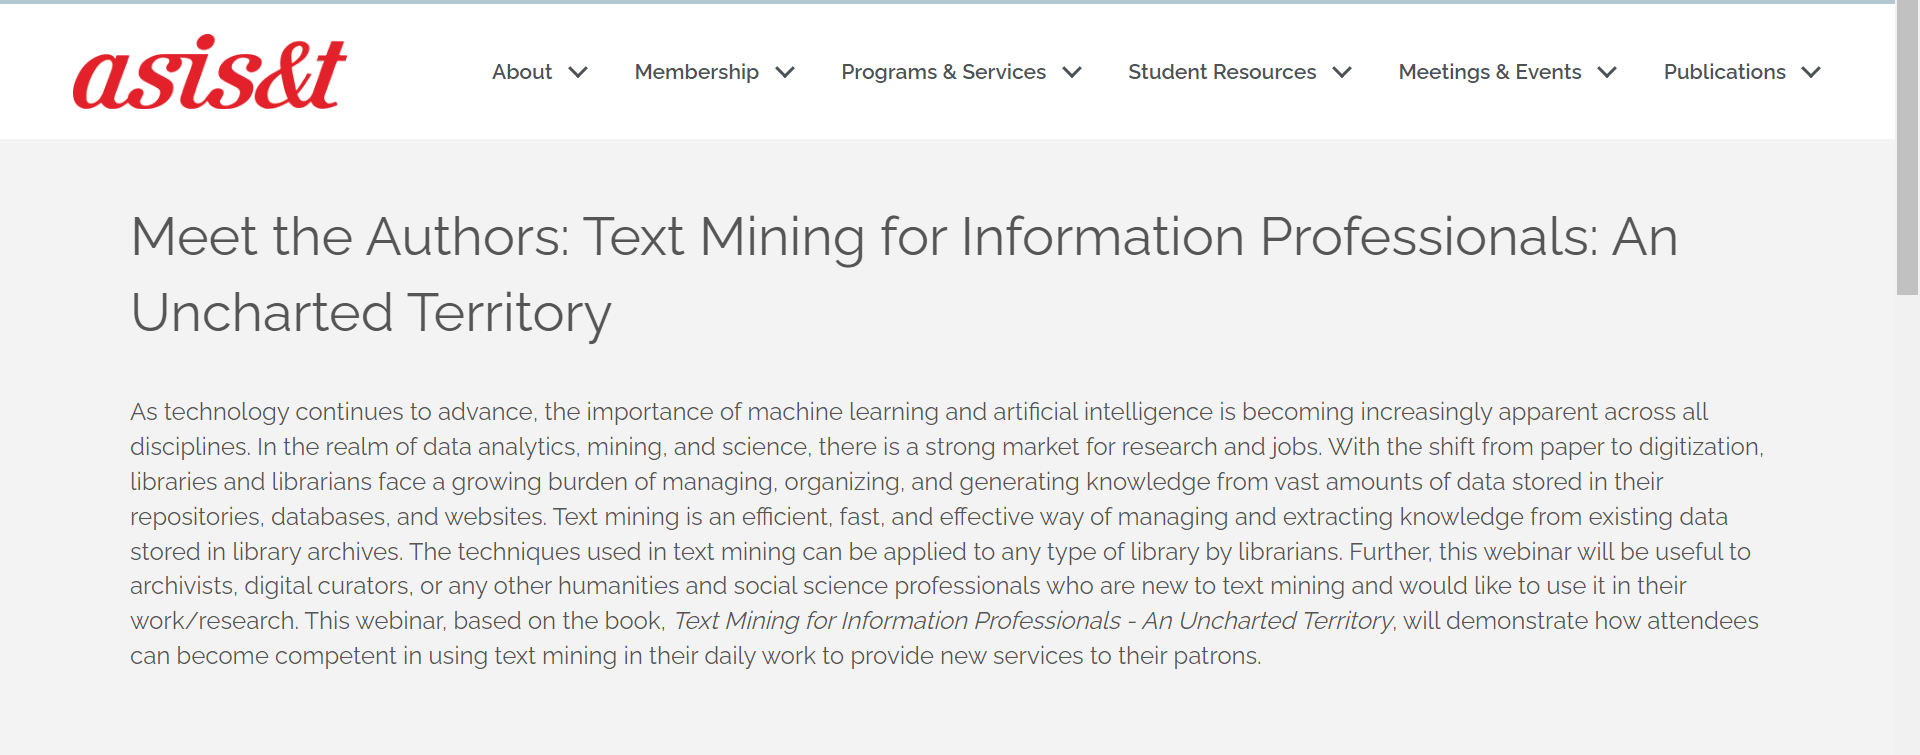 asis&t
About
Membership
Programs & Services
Student Resources
Meetings & Events
Publications
Meet the Authors: Text Mining for Information Professionals: An
Uncharted Territory
As technology continues to advance, the importance of machine learning and artificial intelligence is becoming increasingly apparent across all
disciplines. In the realm of data analytics, mining, and science, there is a strong market for research and jobs. With the shift from paper to digitization,
libraries and librarians face a growing burden of managing, organizing, and generating knowledge from vast amounts of data stored in their
repositories, databases, and websites. Text mining is an efficient, fast, and effective way of managing and extracting knowledge from existing data
stored in library archives. The techniques used in text mining can be applied to any type of library by librarians. Further, this webinar will be useful to
archivists, digital curators, or any other humanities and social science professionals who are new to text mining and would like to use it in their
work/research. This webinar, based on the book, Text Mining for Information Professionals - An Uncharted Territory, will demonstrate how attendees
can become competent in using text mining in their daily work to provide new services to their patrons.